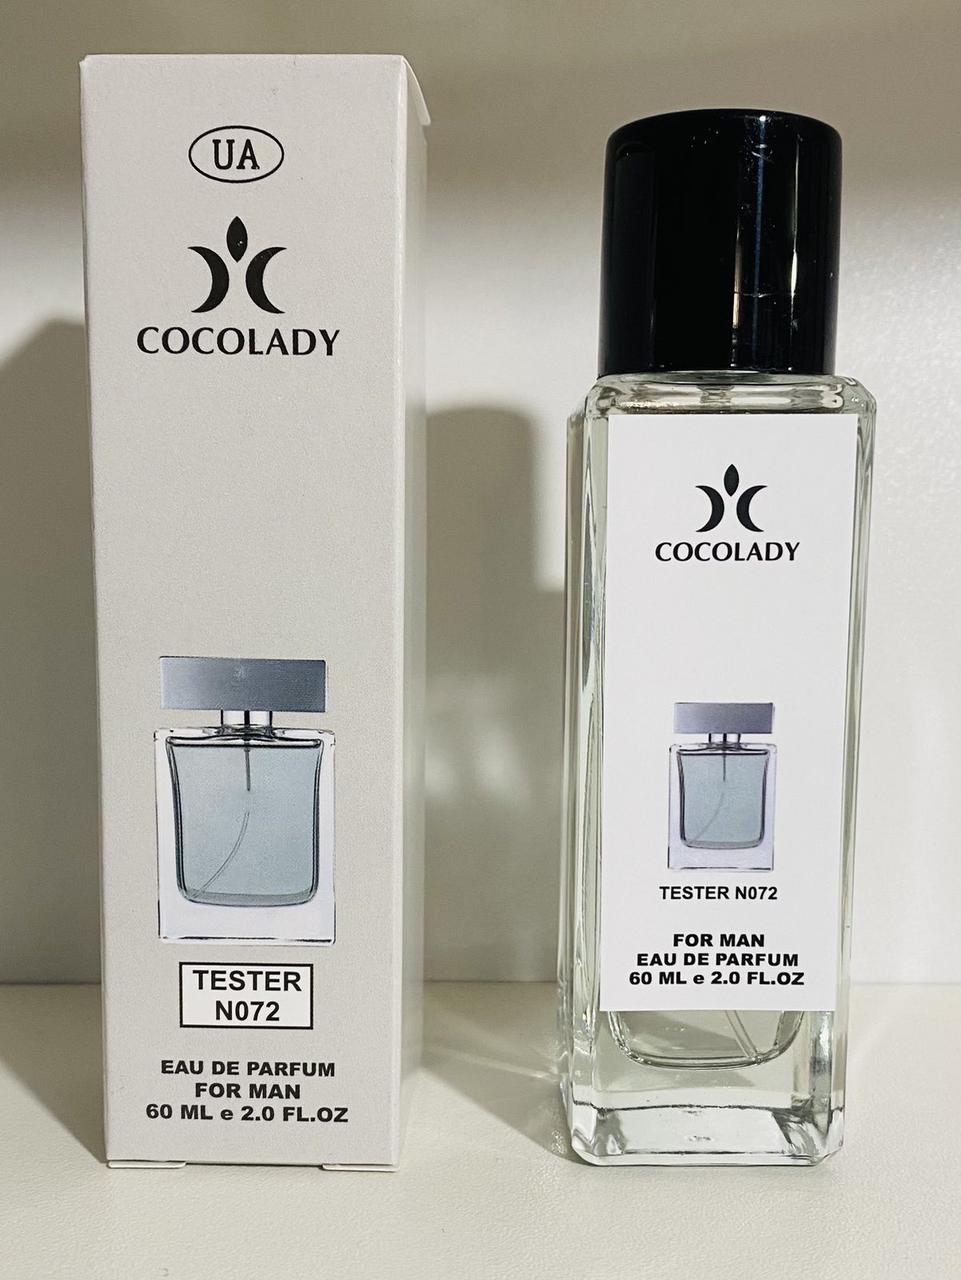 UA
COCOLADY
TESTER
N072
EAU DE PARFUM
FOR MAN
60 ML e 2.0 FL.OZ
COCOLADY
TESTER N072
FOR MAN
EAU DE PARFUM
60 ML e 2.0 FL.OZ